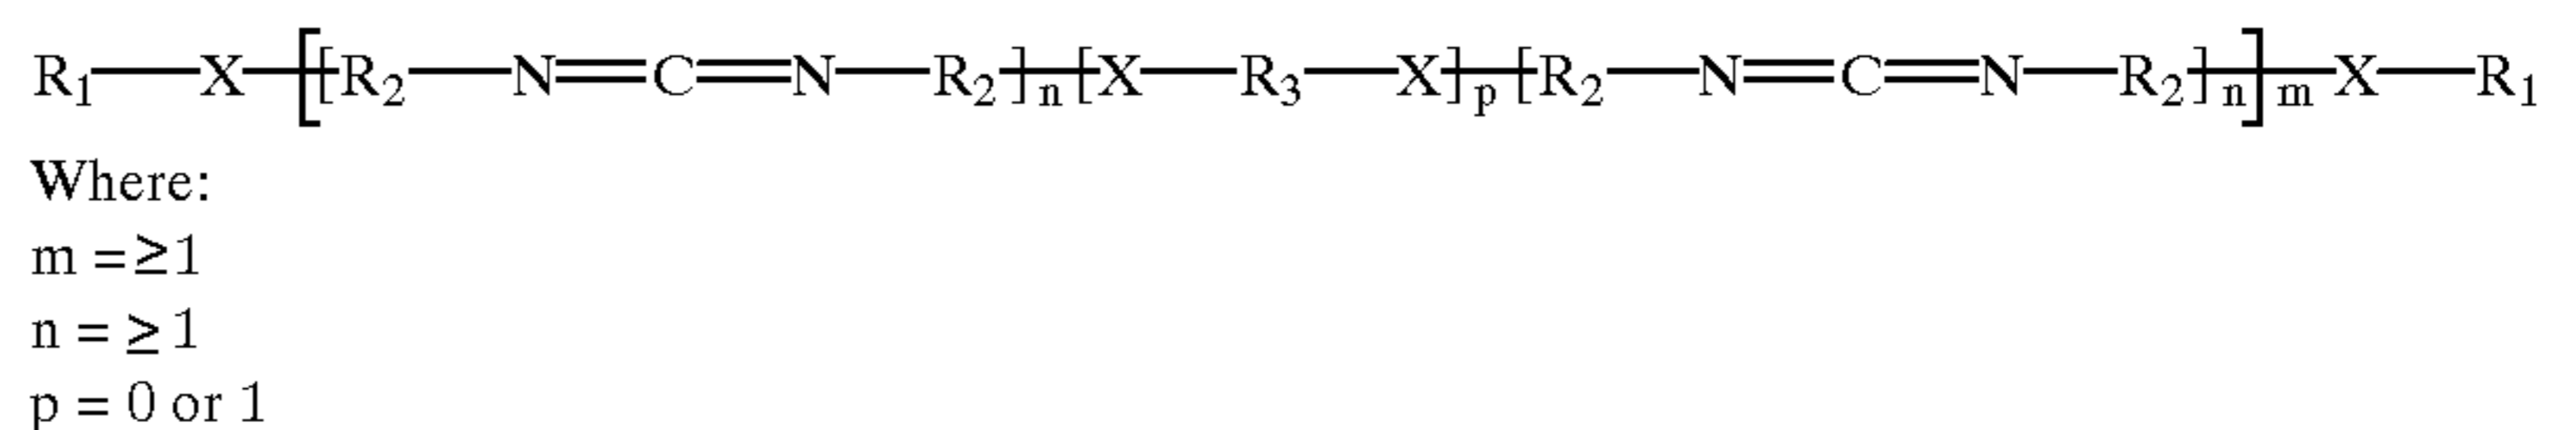 R₁—X—[[R₂—N=C=N—R₂]ₙ[X—R₃—X]ₚ[R₂—N=C=N—R₂]ₙ]ₘ—X—R₁
Where:
m = ≥1
n = ≥ 1
p = 0 or 1